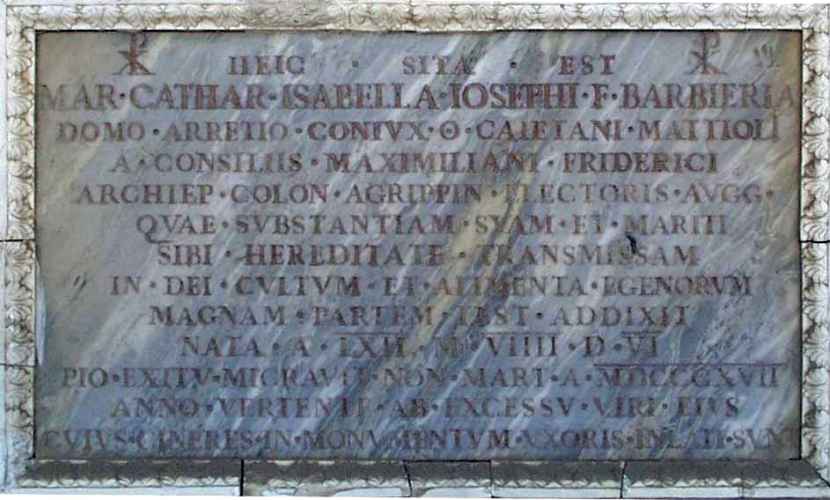 ☧ HEIC · SITA · EST ☧ 19
MAR·CATHAR·ISABELLA·IOSEPHI·F·BARBIERIA
DOMO·ARRETIO·CONIVX·Θ·CAIETANI·MATTIOLI
A·CONSILIIS·MAXIMILIANI·FRIDERICI
ARCHIEP·COLON·AGRIPPIN·ELECTORIS·AVGG·
QVAE·SVBSTANTIAM·SVAM·ET·MARITI
SIBI·HEREDITATE·TRANSMISSAM
IN·DEI·CVLTVM·ET·ALIMENTA·EGENORVM
MAGNAM·PARTEM·TEST·ADDIXIT
NATA·A·LXII·M·VIIII·D·VI
PIO·EXITV·MIGRAVIT·NON·MART·A·MDCCCXVII
ANNO·VERTENTE·AB·EXCESSV·VIRI·EIVS
CVIVS·CINERES·IN·MONVMENTVM·VXORIS·INLATI·SVNT